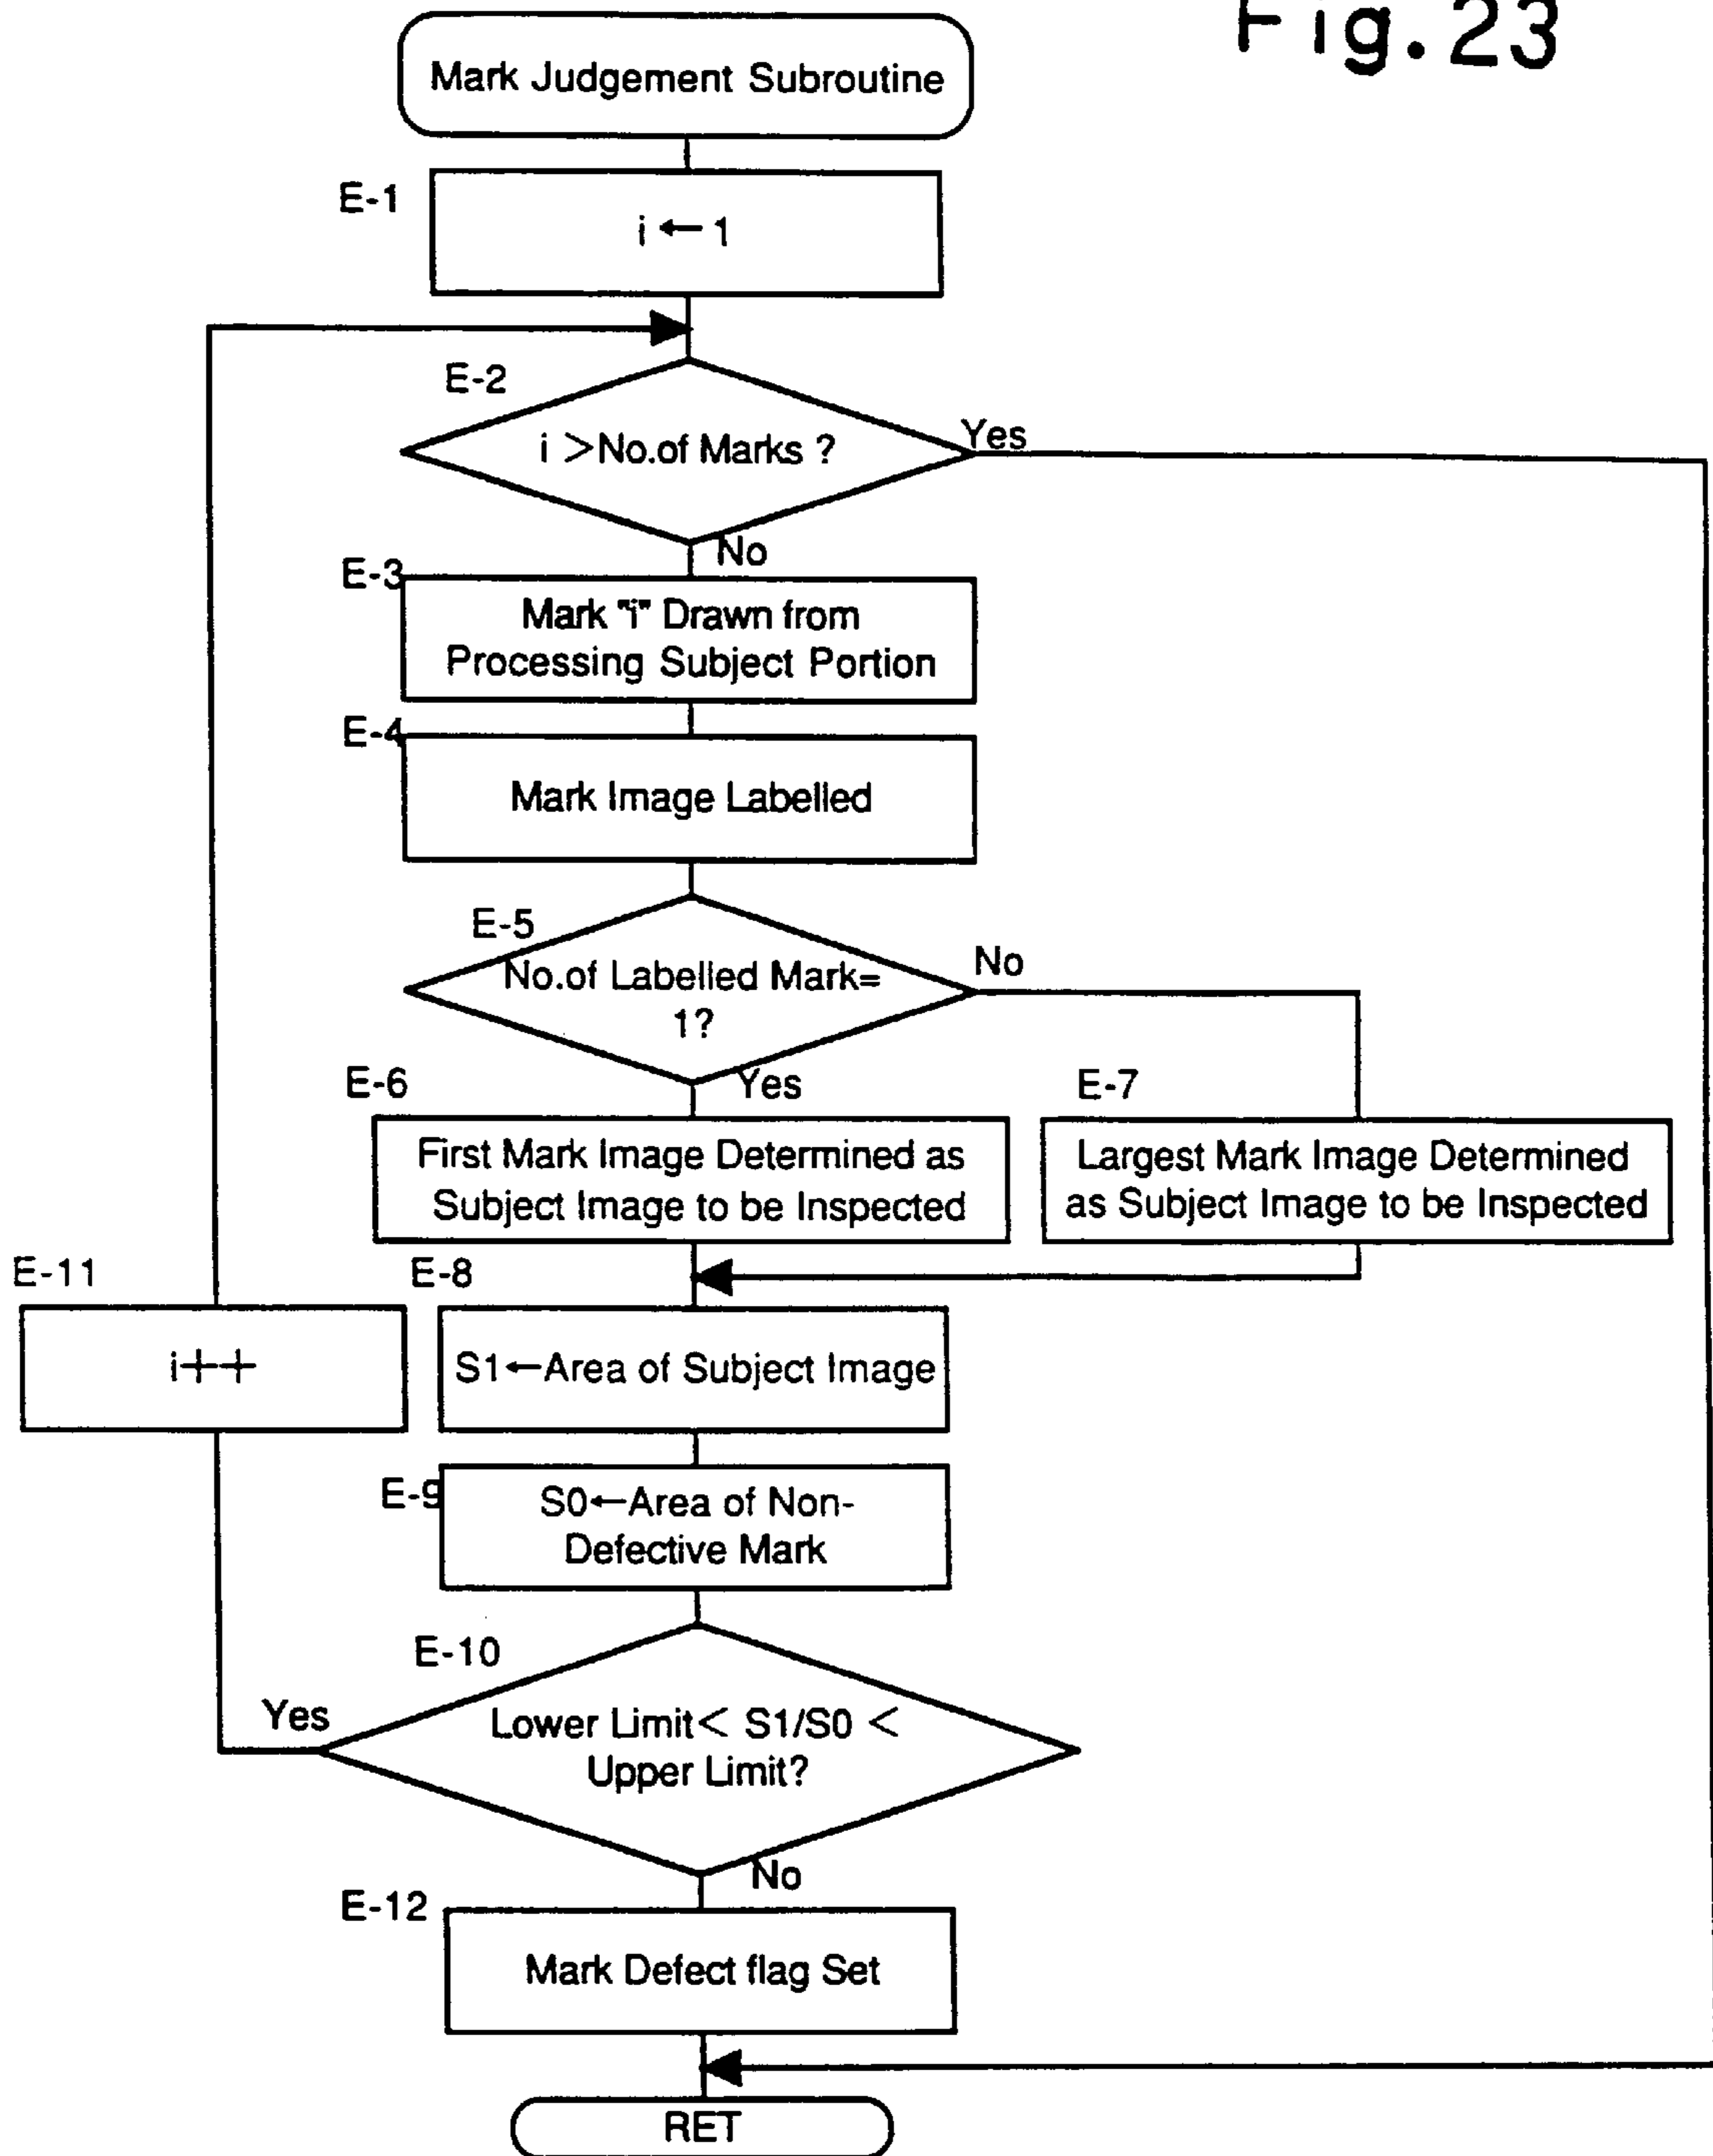 Fig.23
Mark Judgement Subroutine
E-1
i ← 1
E-2
i >No.of Marks ?
Yes
No
E-3
Mark "i" Drawn from
Processing Subject Portion
E-4
Mark Image Labelled
E-5
No.of Labelled Mark=
1?
No
Yes
E-6
First Mark Image Determined as
Subject Image to be Inspected
E-7
Largest Mark Image Determined
as Subject Image to be Inspected
E-11
i++
E-8
S1←Area of Subject Image
E-9
S0←Area of Non-
Defective Mark
E-10
Lower Limit< S1/S0 <
Upper Limit?
Yes
No
E-12
Mark Defect flag Set
RET